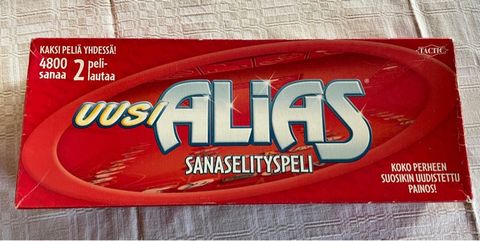 KAKSI PELIÄ YHDESSÄ!
4800 sanaa 2 peli-lautaa
TACTIC
UUSI ALIAS
SANASELITYSPELI
KOKO PERHEEN
SUOSIKIN UUDISTETTU
PAINOS!